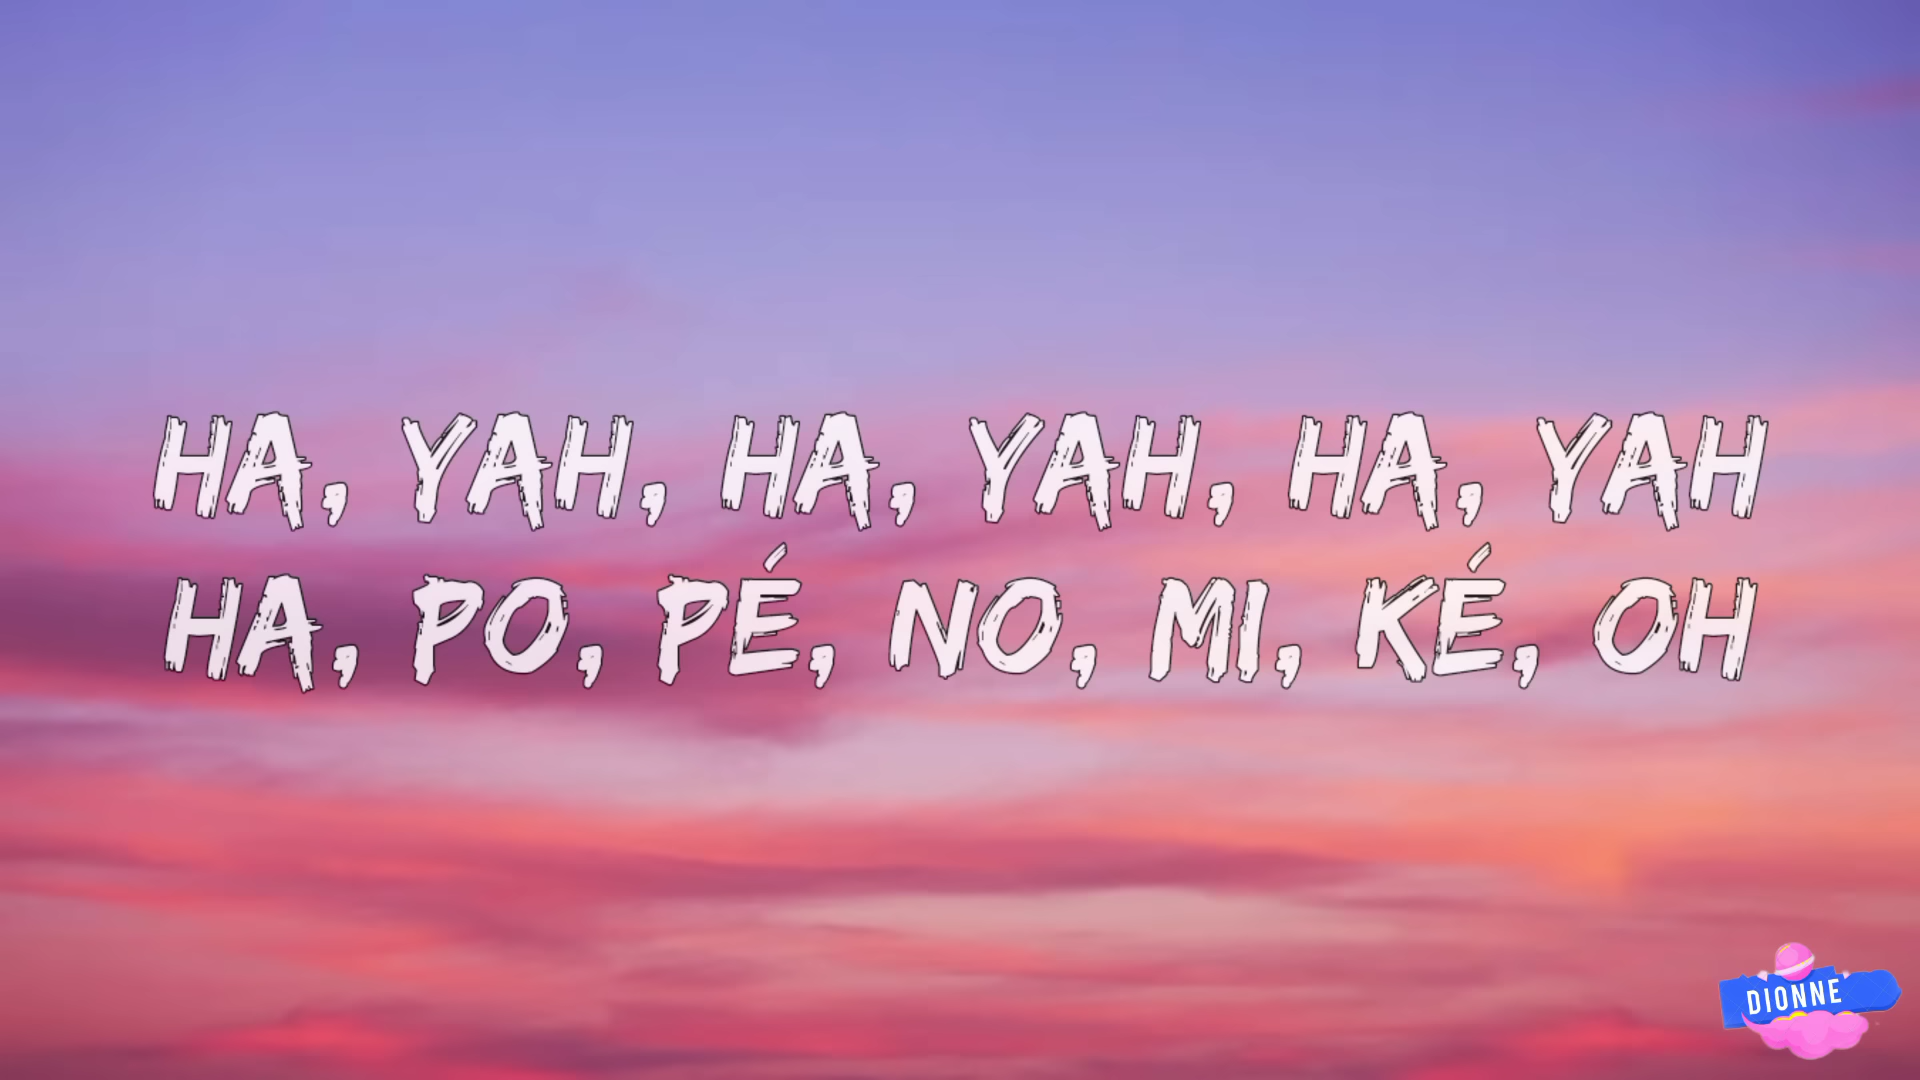 HA, YAH, HA, YAH, HA, YAH
HA, PO, PÉ, NO, MI, KÉ, OH
DIONNE